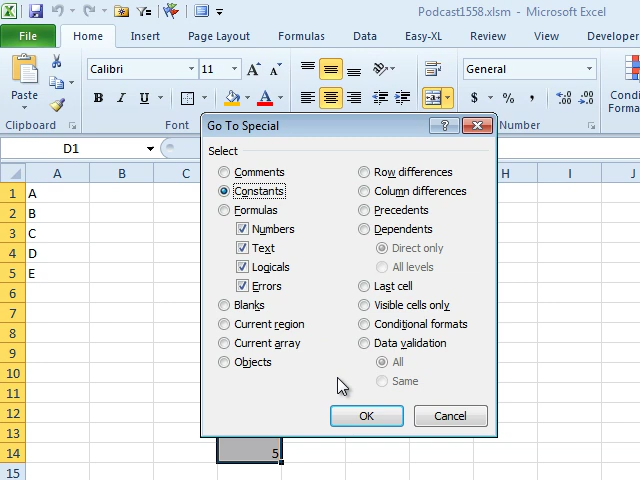 Podcast1558.xlsm - Microsoft Excel
File Home Insert Page Layout Formulas Data Easy-XL Review View Developer
Calibri 11 A A General
Paste B I U A $ % , .00 .0
Clipboard Font Number Forma
D1
Go To Special
Select
Comments Row differences
Constants Column differences
Formulas Precedents
Numbers Dependents
Text Direct only
Logicals All levels
Errors Last cell
Blanks Visible cells only
Current region Conditional formats
Current array Data validation
Objects All
Same
OK Cancel
A B C H I J
1 A
2 B
3 C
4 D
5 E
6
7
8
9
10
11
12
13
14 5
15